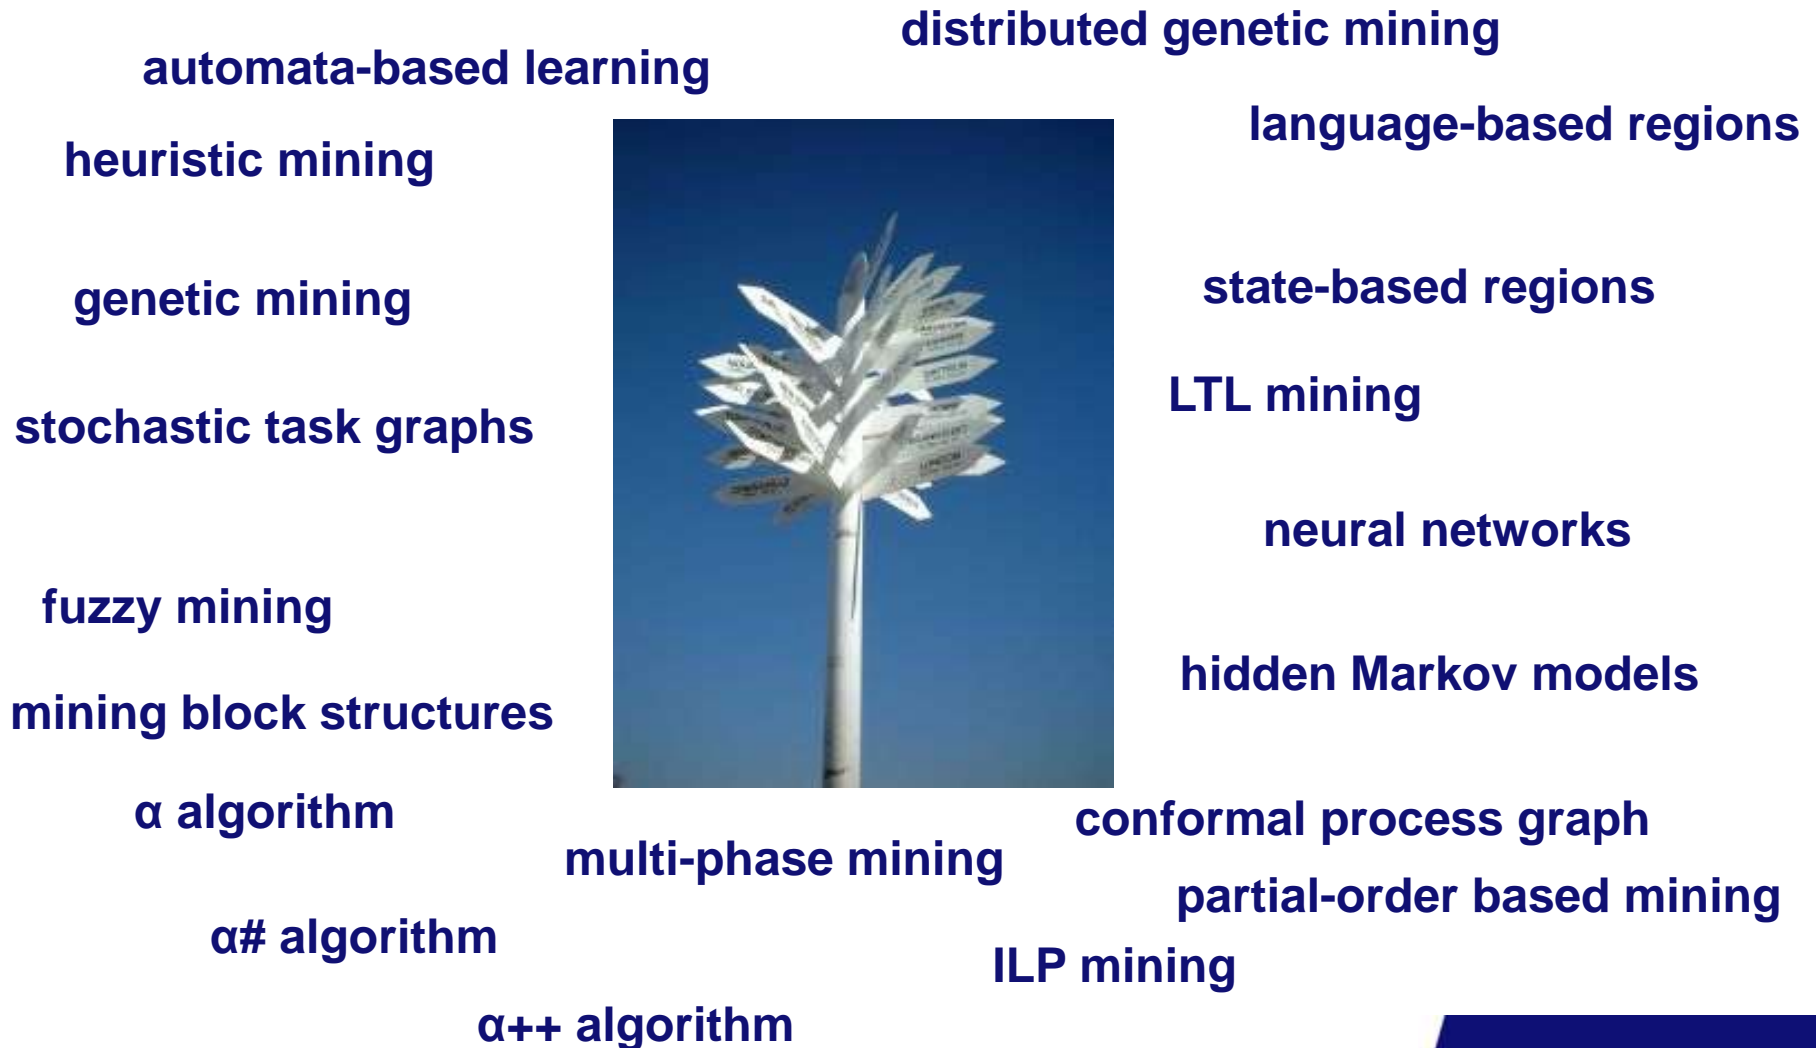 distributed genetic mining
automata-based learning
language-based regions
heuristic mining
state-based regions
genetic mining
LTL mining
stochastic task graphs
neural networks
fuzzy mining
hidden Markov models
mining block structures
α algorithm
conformal process graph
multi-phase mining
partial-order based mining
α# algorithm
ILP mining
α++ algorithm
LONDON